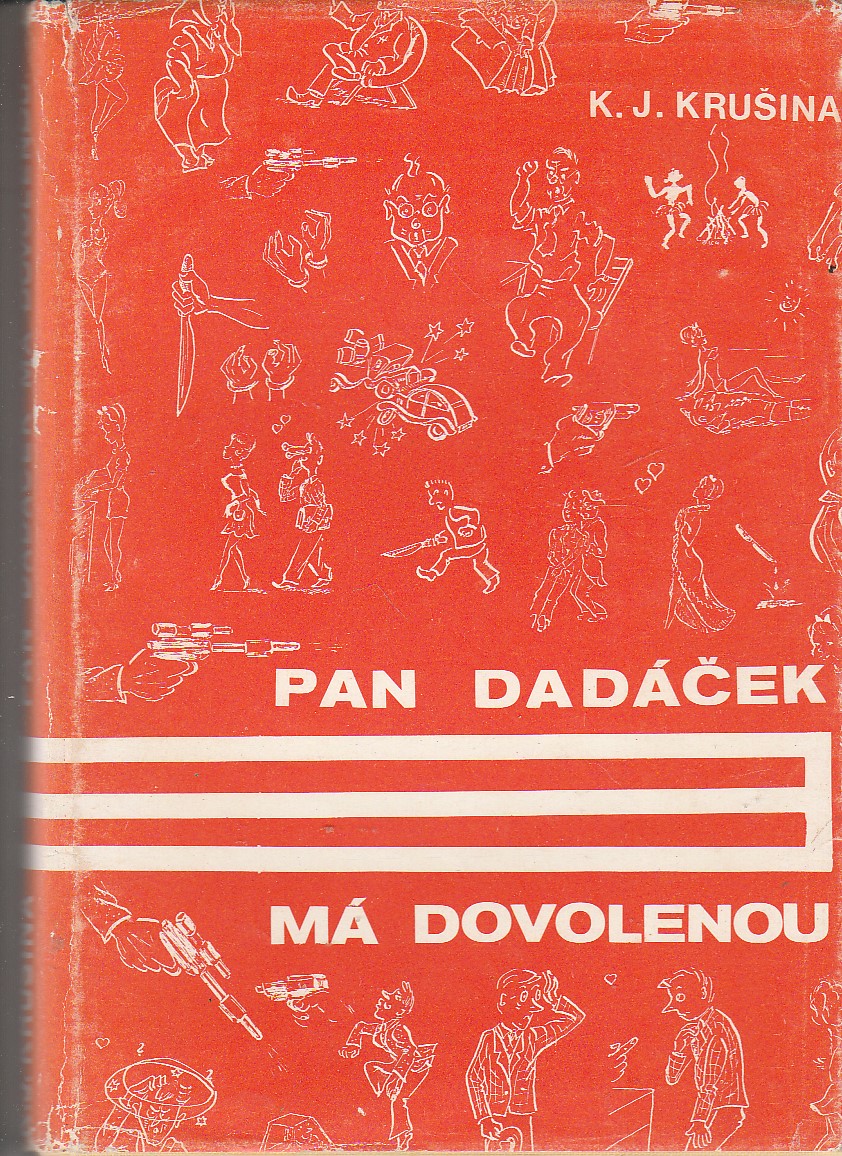 K. J. KRUŠINA
PAN DADÁČEK
MÁ DOVOLENOU